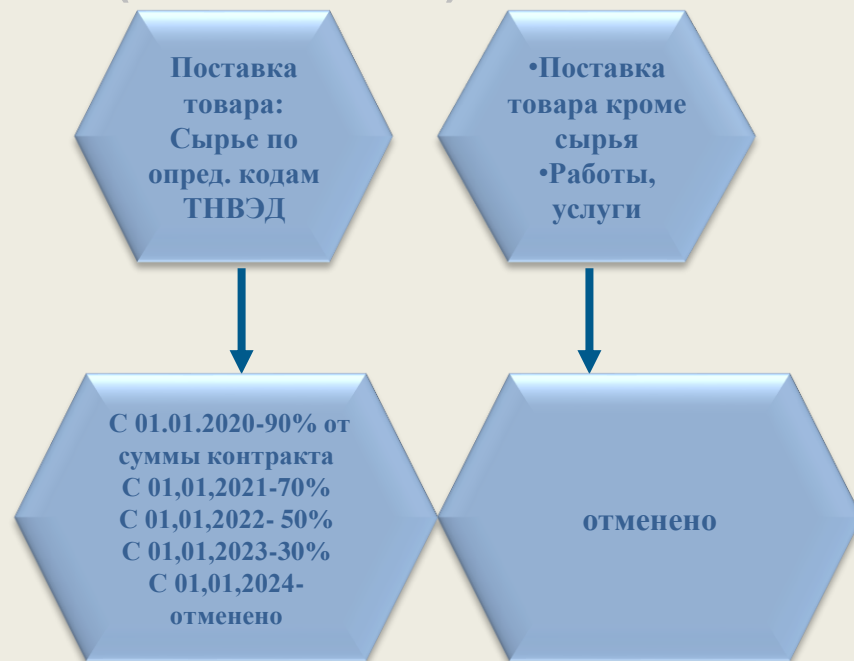 Поставка
товара:
Сырье по
опред. кодам
ТНВЭД
•Поставка
товара кроме
сырья
•Работы,
услуги
С 01.01.2020-90% от
суммы контракта
С 01,01,2021-70%
С 01,01,2022- 50%
С 01,01,2023-30%
С 01,01,2024-
отменено
отменено